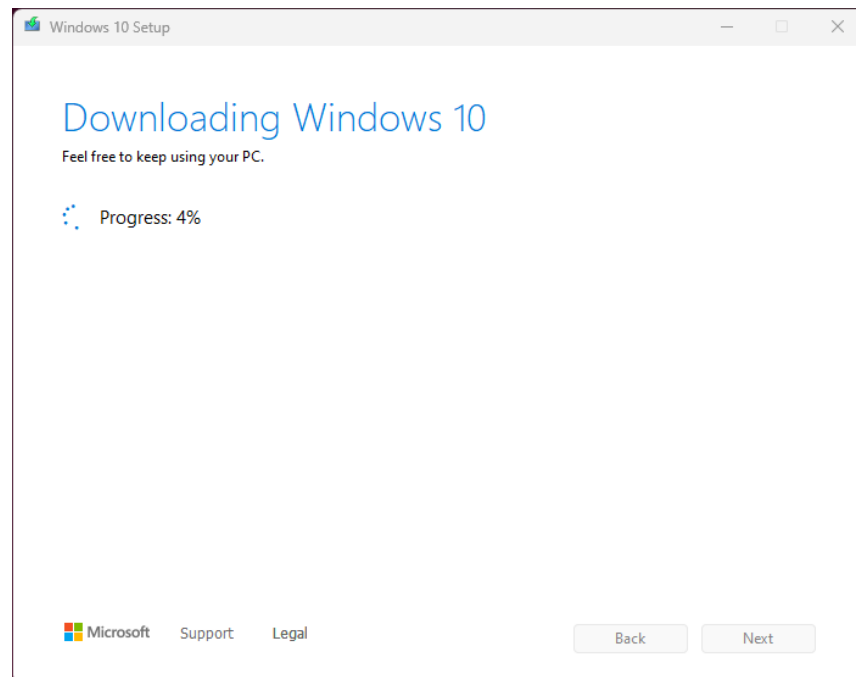 Windows 10 Setup
Downloading Windows 10
Feel free to keep using your PC.
Progress: 4%
Microsoft Support Legal Back Next